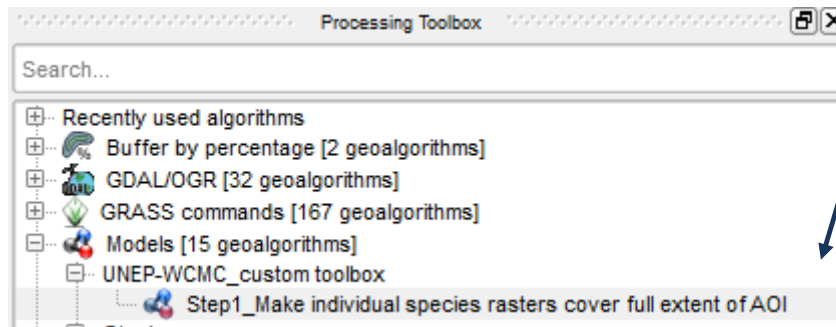 Processing Toolbox
Search...
Recently used algorithms
Buffer by percentage [2 geoalgorithms]
GDAL/OGR [32 geoalgorithms]
GRASS commands [167 geoalgorithms]
Models [15 geoalgorithms]
UNEP-WCMC_custom toolbox
Step1_Make individual species rasters cover full extent of AOI